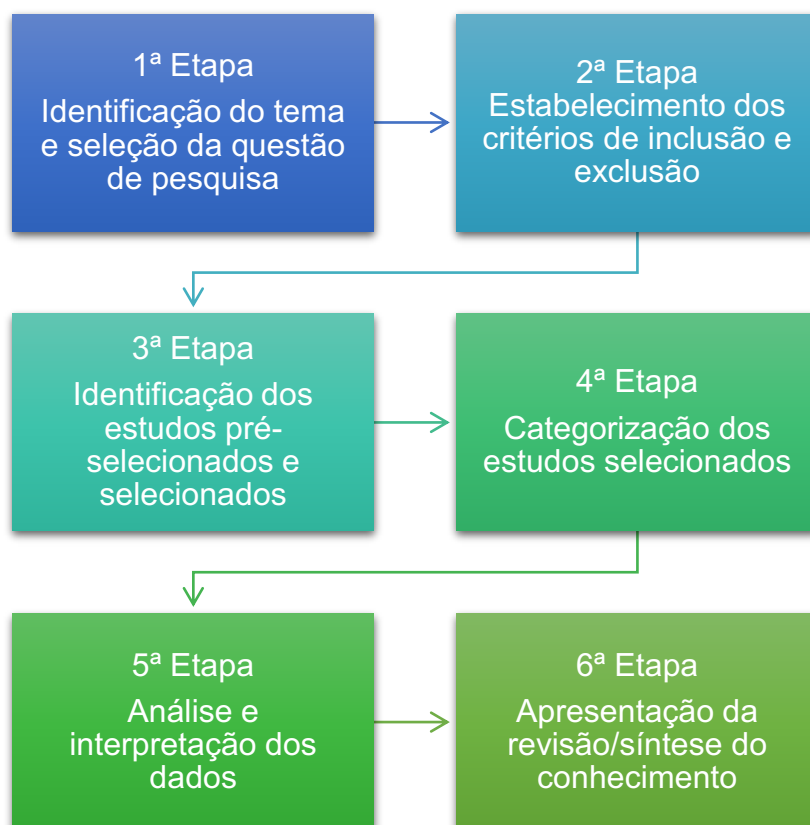 1ª Etapa
Identificação do tema
e seleção da questão
de pesquisa
2ª Etapa
Estabelecimento dos
critérios de inclusão e
exclusão
3ª Etapa
Identificação dos
estudos pré-
selecionados e
selecionados
4ª Etapa
Categorização dos
estudos selecionados
5ª Etapa
Análise e
interpretação dos
dados
6ª Etapa
Apresentação da
revisão/síntese do
conhecimento